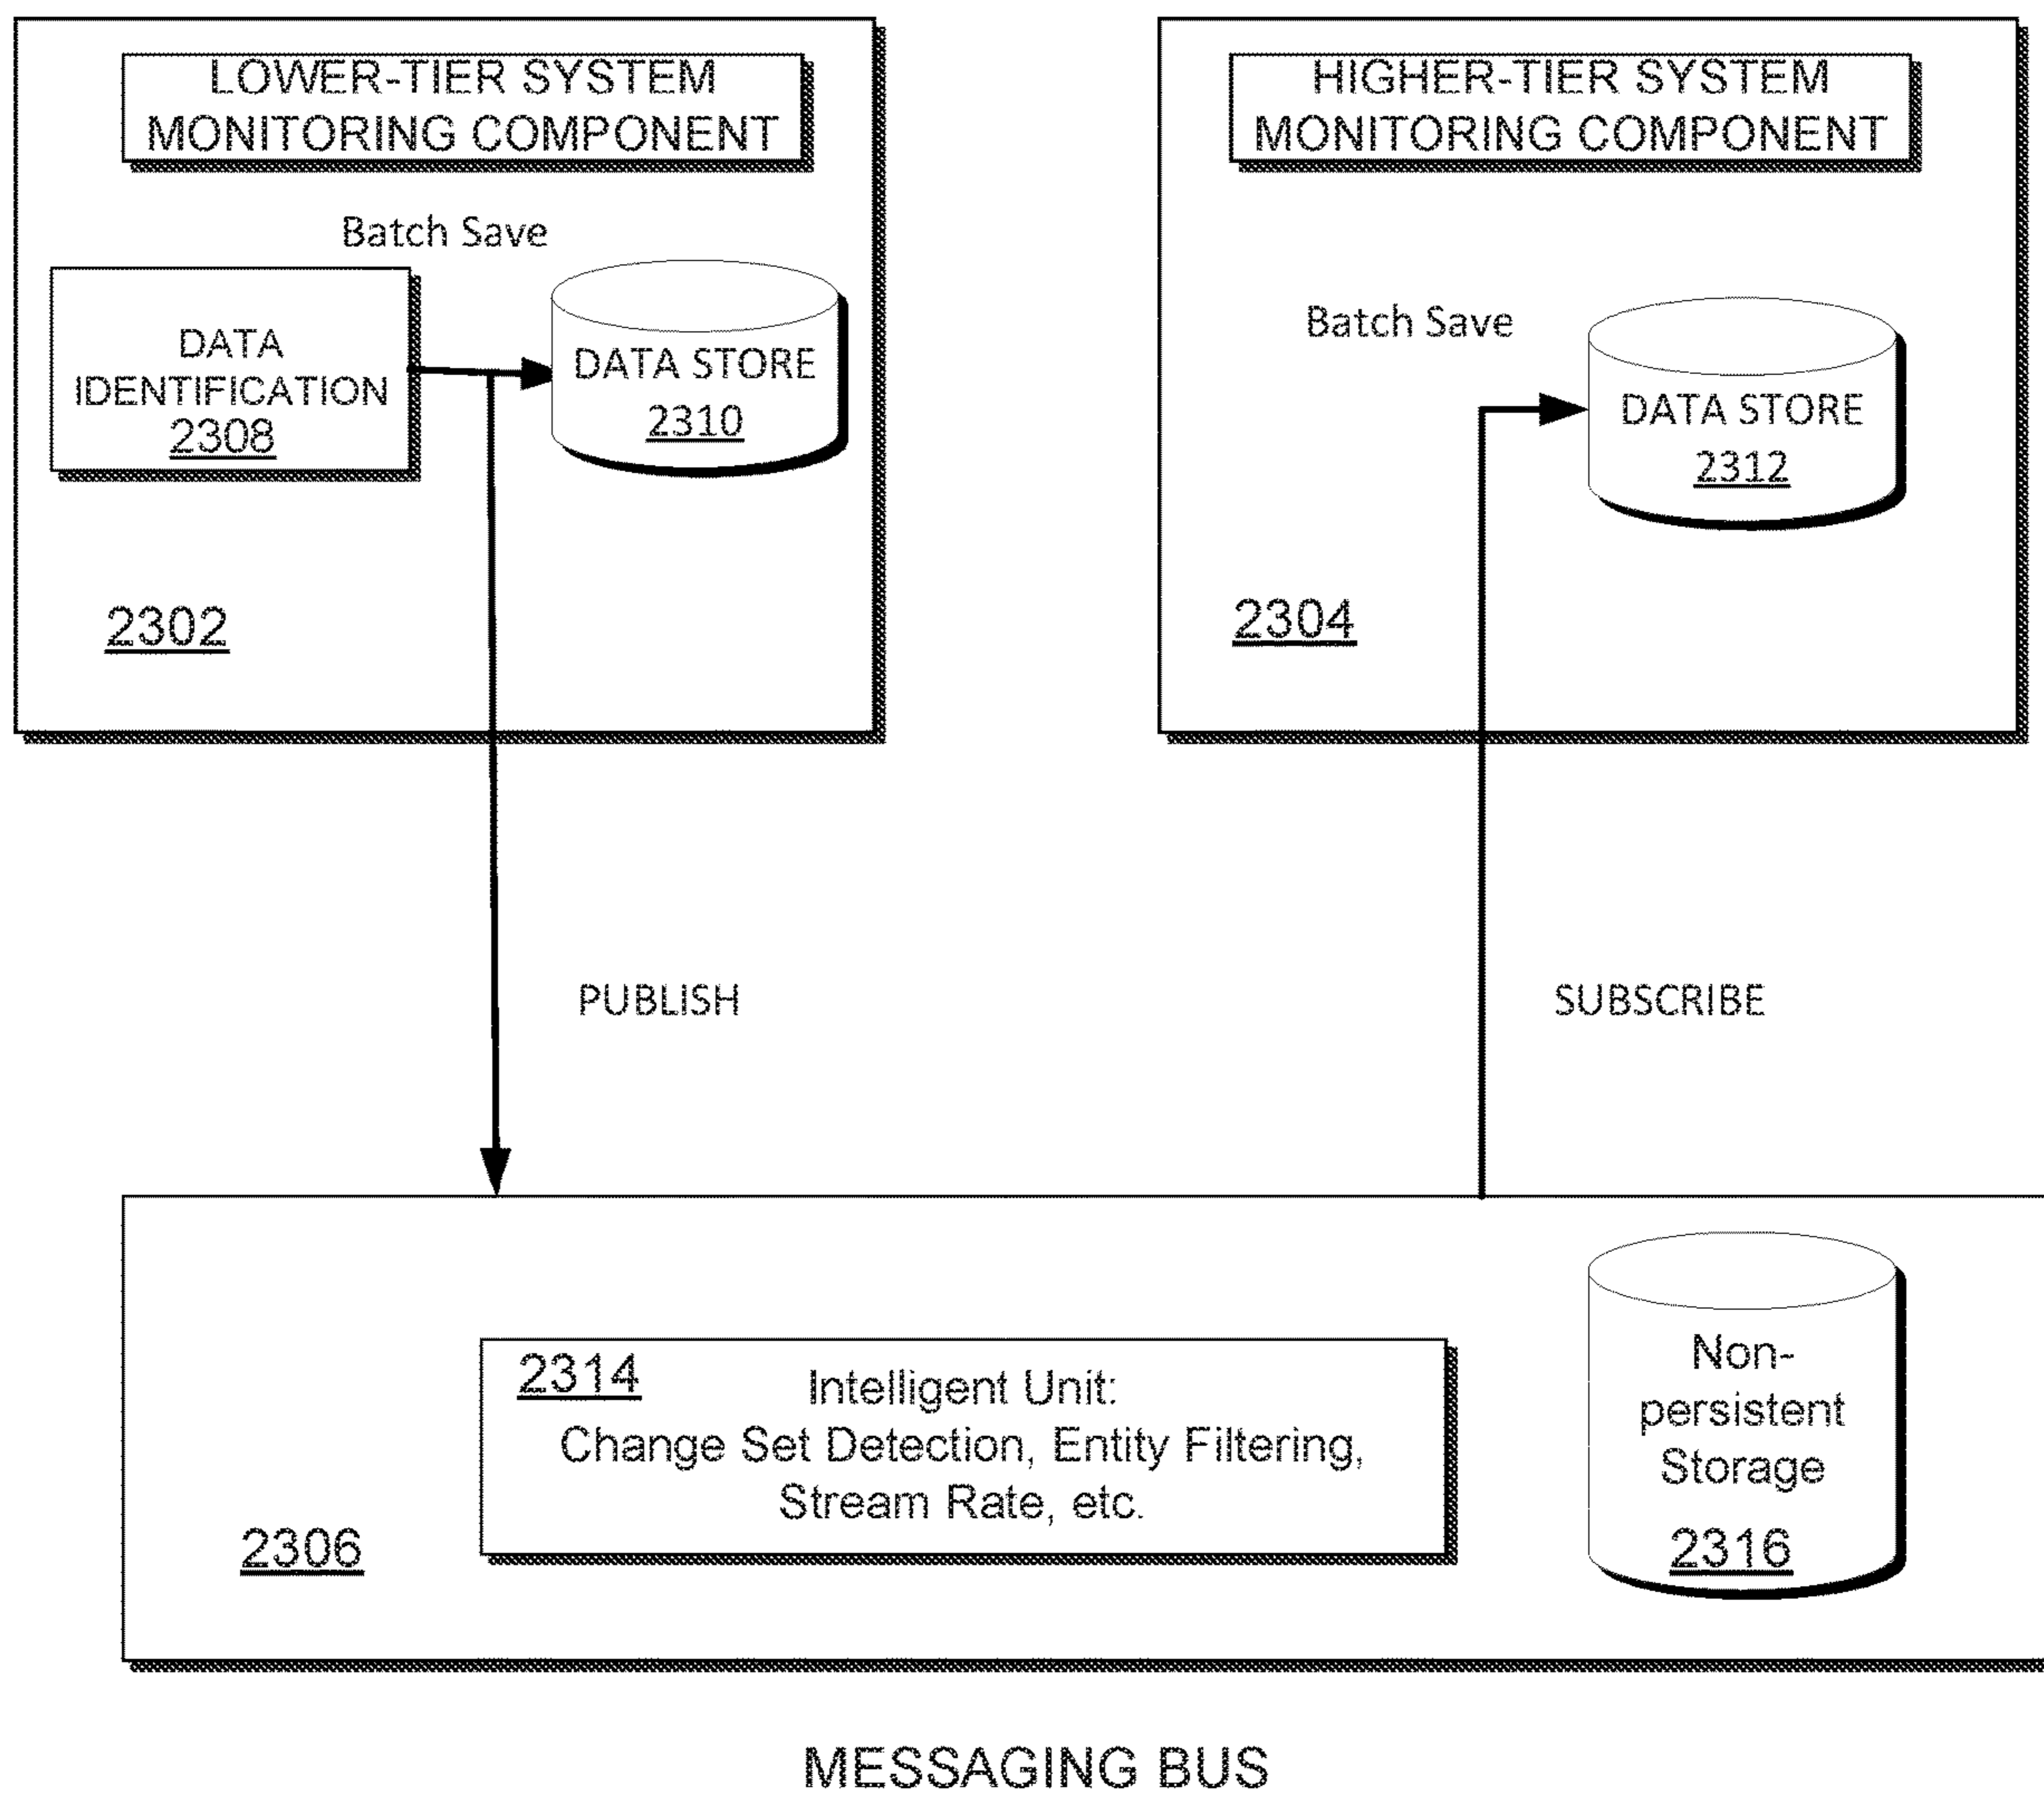 LOWER-TIER SYSTEM
MONITORING COMPONENT
Batch Save
DATA
IDENTIFICATION
2308
DATA STORE
2310
2302
HIGHER-TIER SYSTEM
MONITORING COMPONENT
Batch Save
DATA STORE
2312
2304
PUBLISH
SUBSCRIBE
2314
Intelligent Unit:
Change Set Detection, Entity Filtering,
Stream Rate, etc.
2306
Non-
persistent
Storage
2316
MESSAGING BUS